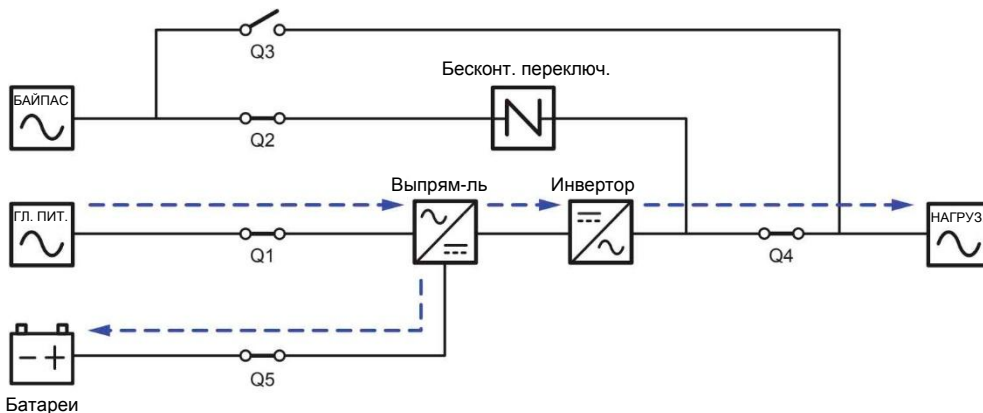 Q3
Бесконт. переключ.
БАЙПАС
Q2
Выпрям-ль
Инвертор
ГЛ. ПИТ.
НАГРУЗ
Q1
Q4
Q5
Батареи